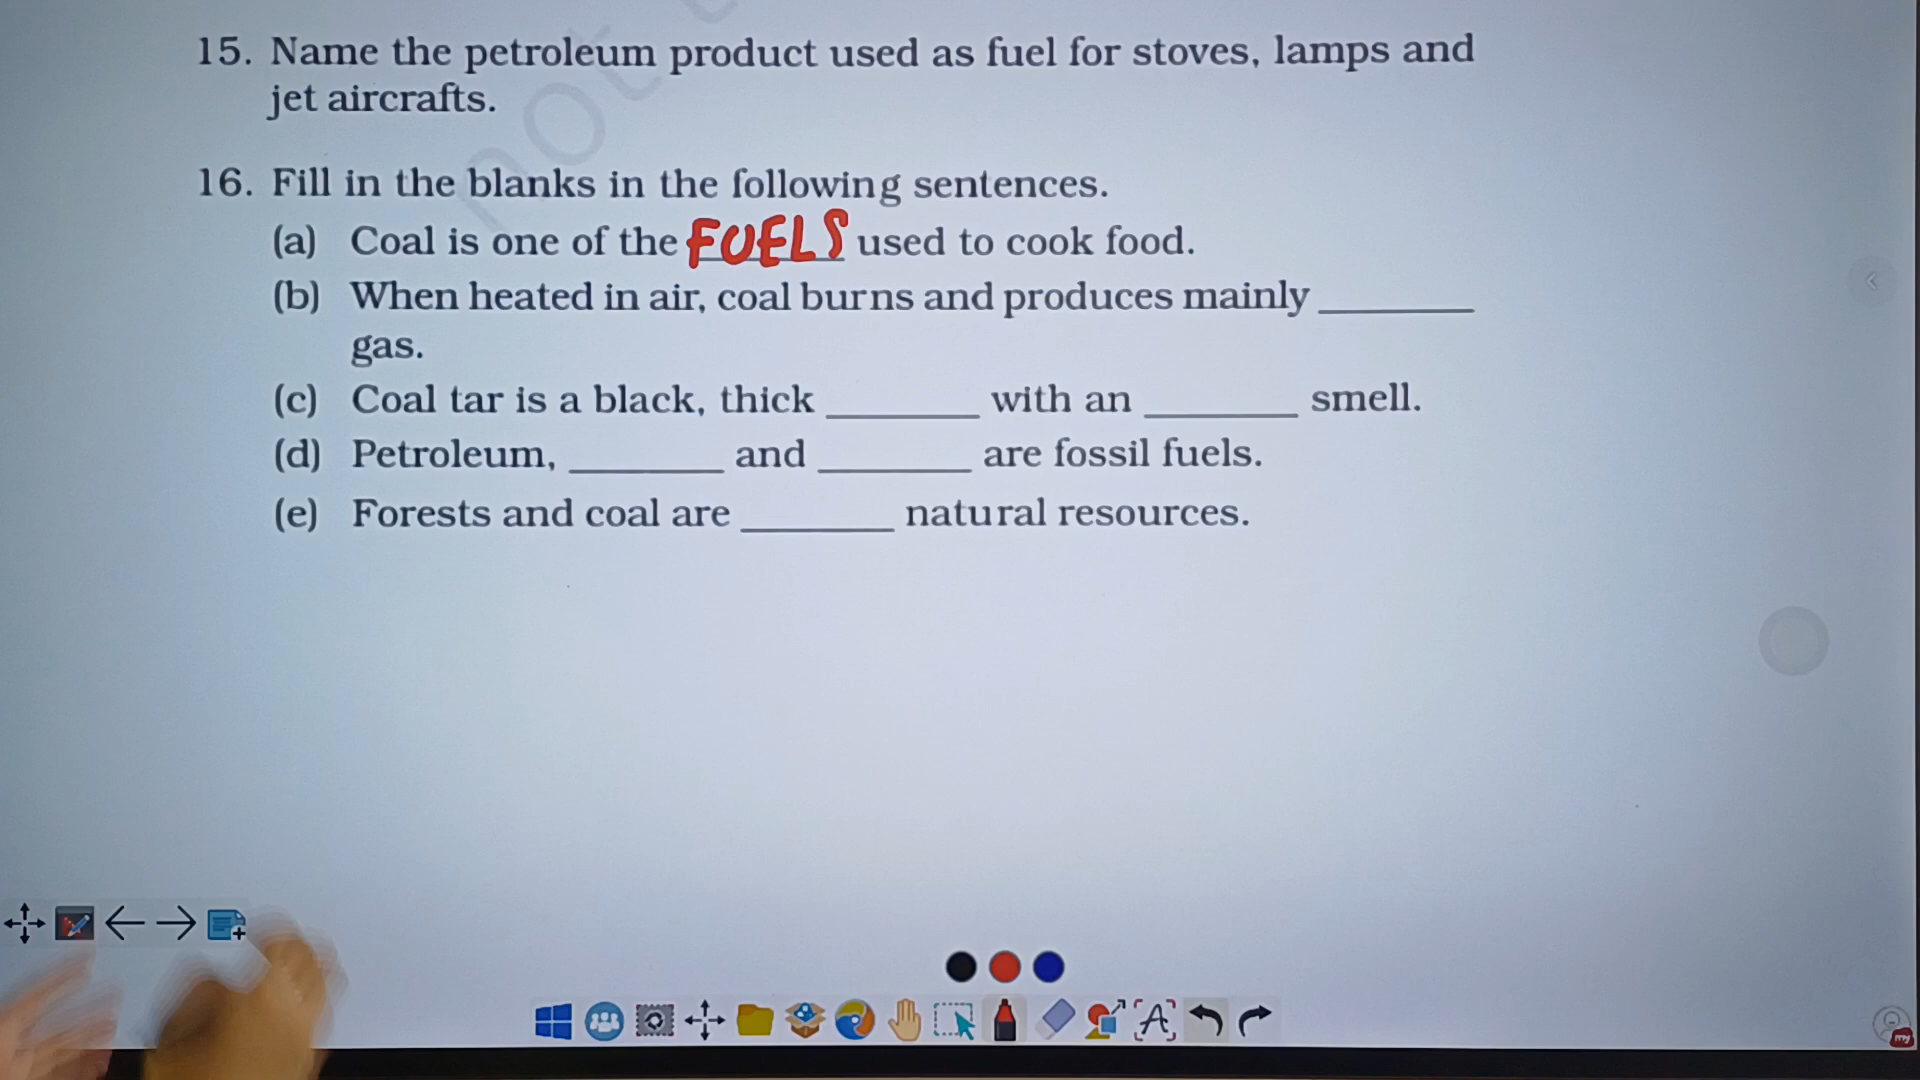 15. Name the petroleum product used as fuel for stoves, lamps and
jet aircrafts.
16. Fill in the blanks in the following sentences.
(a) Coal is one of the FUELS used to cook food.
(b) When heated in air, coal burns and produces mainly ________
gas.
(c) Coal tar is a black, thick ________ with an ________ smell.
(d) Petroleum, ________ and ________ are fossil fuels.
(e) Forests and coal are ________ natural resources.
not